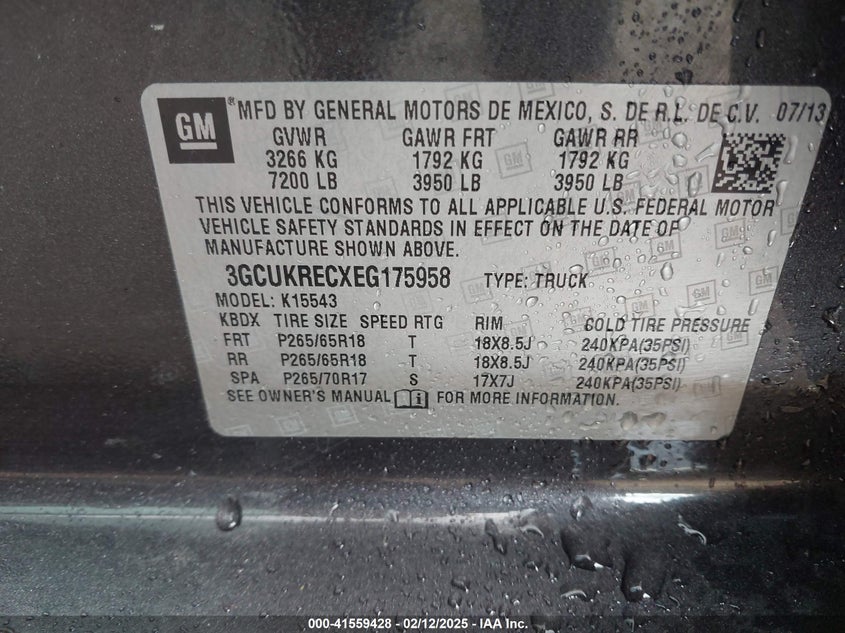 GM ® MFD BY GENERAL MOTORS DE MEXICO, S. DE R.L. DE C.V. 07/13
GVWR GAWR FRT GAWR RR
3266 KG 1792 KG 1792 KG
7200 LB 3950 LB 3950 LB
THIS VEHICLE CONFORMS TO ALL APPLICABLE U.S. FEDERAL MOTOR
VEHICLE SAFETY STANDARDS IN EFFECT ON THE DATE OF
MANUFACTURE SHOWN ABOVE.
3GCUKRECXEG175958 TYPE: TRUCK
MODEL: K15543
KBDX TIRE SIZE SPEED RTG RIM COLD TIRE PRESSURE
FRT P265/65R18 T 18X8.5J 240KPA(35PSI)
RR P265/65R18 T 18X8.5J 240KPA(35PSI)
SPA P265/70R17 S 17X7J 240KPA(35PSI)
SEE OWNER'S MANUAL FOR MORE INFORMATION.
000-41559428 - 02/12/2025 - IAA Inc.